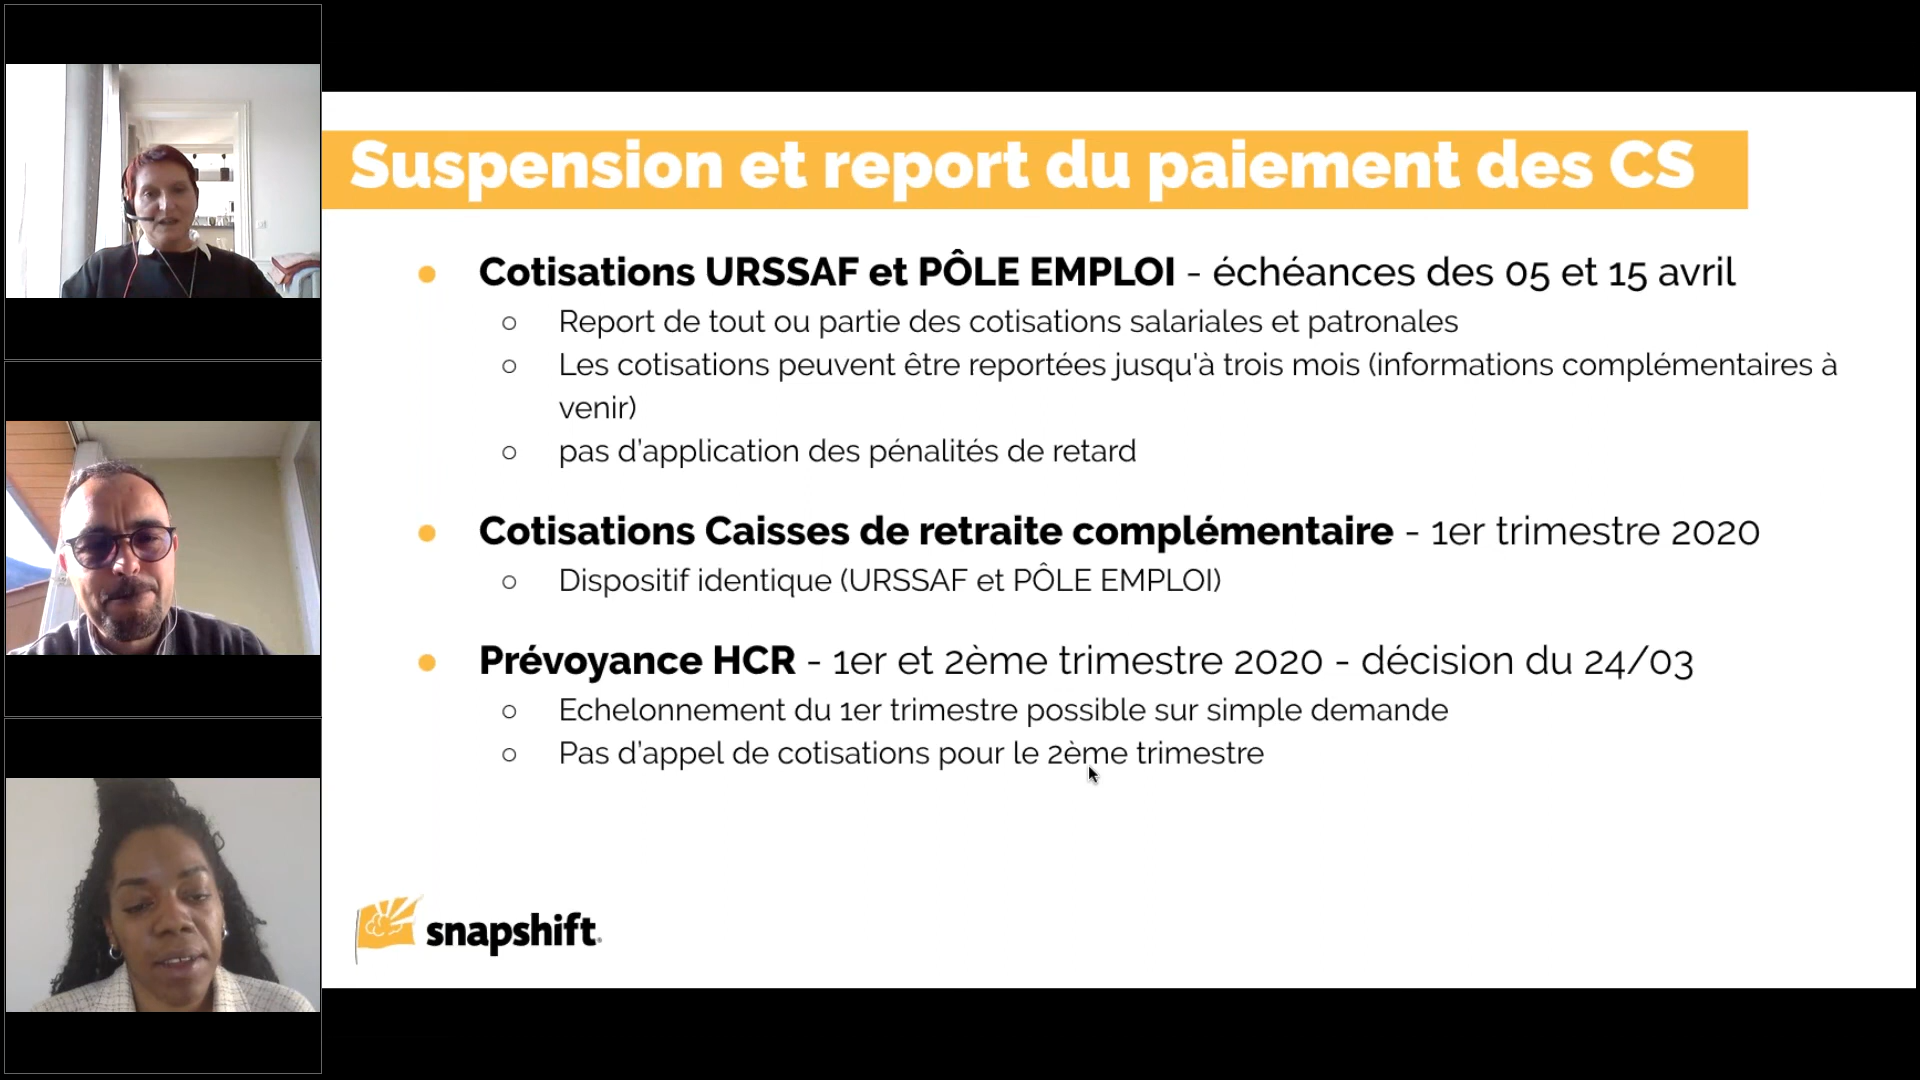 Suspension et report du paiement des CS
● Cotisations URSSAF et PÔLE EMPLOI - échéances des 05 et 15 avril
○ Report de tout ou partie des cotisations salariales et patronales
○ Les cotisations peuvent être reportées jusqu'à trois mois (informations complémentaires à
venir)
○ pas d'application des pénalités de retard
● Cotisations Caisses de retraite complémentaire - 1er trimestre 2020
○ Dispositif identique (URSSAF et PÔLE EMPLOI)
● Prévoyance HCR - 1er et 2ème trimestre 2020 - décision du 24/03
○ Echelonnement du 1er trimestre possible sur simple demande
○ Pas d'appel de cotisations pour le 2ème trimestre
snapshift.